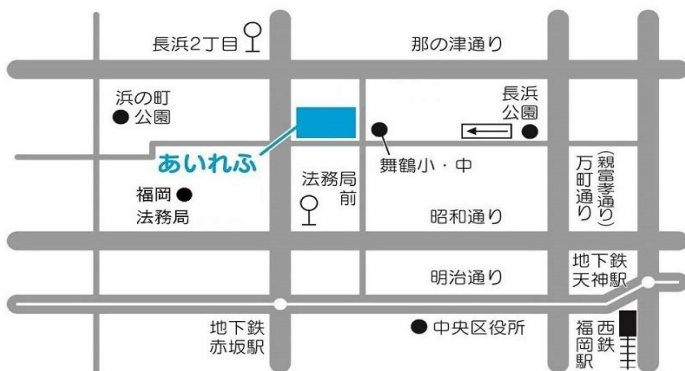 長浜2丁目
那の津通り
浜の町
公園
長浜
公園
あいれふ
舞鶴小・中
法務局
前
福岡
法務局
昭和通り
万町通り
(親富孝通り)
明治通り
地下鉄
天神駅
地下鉄
赤坂駅
中央区役所
西鉄
福岡駅